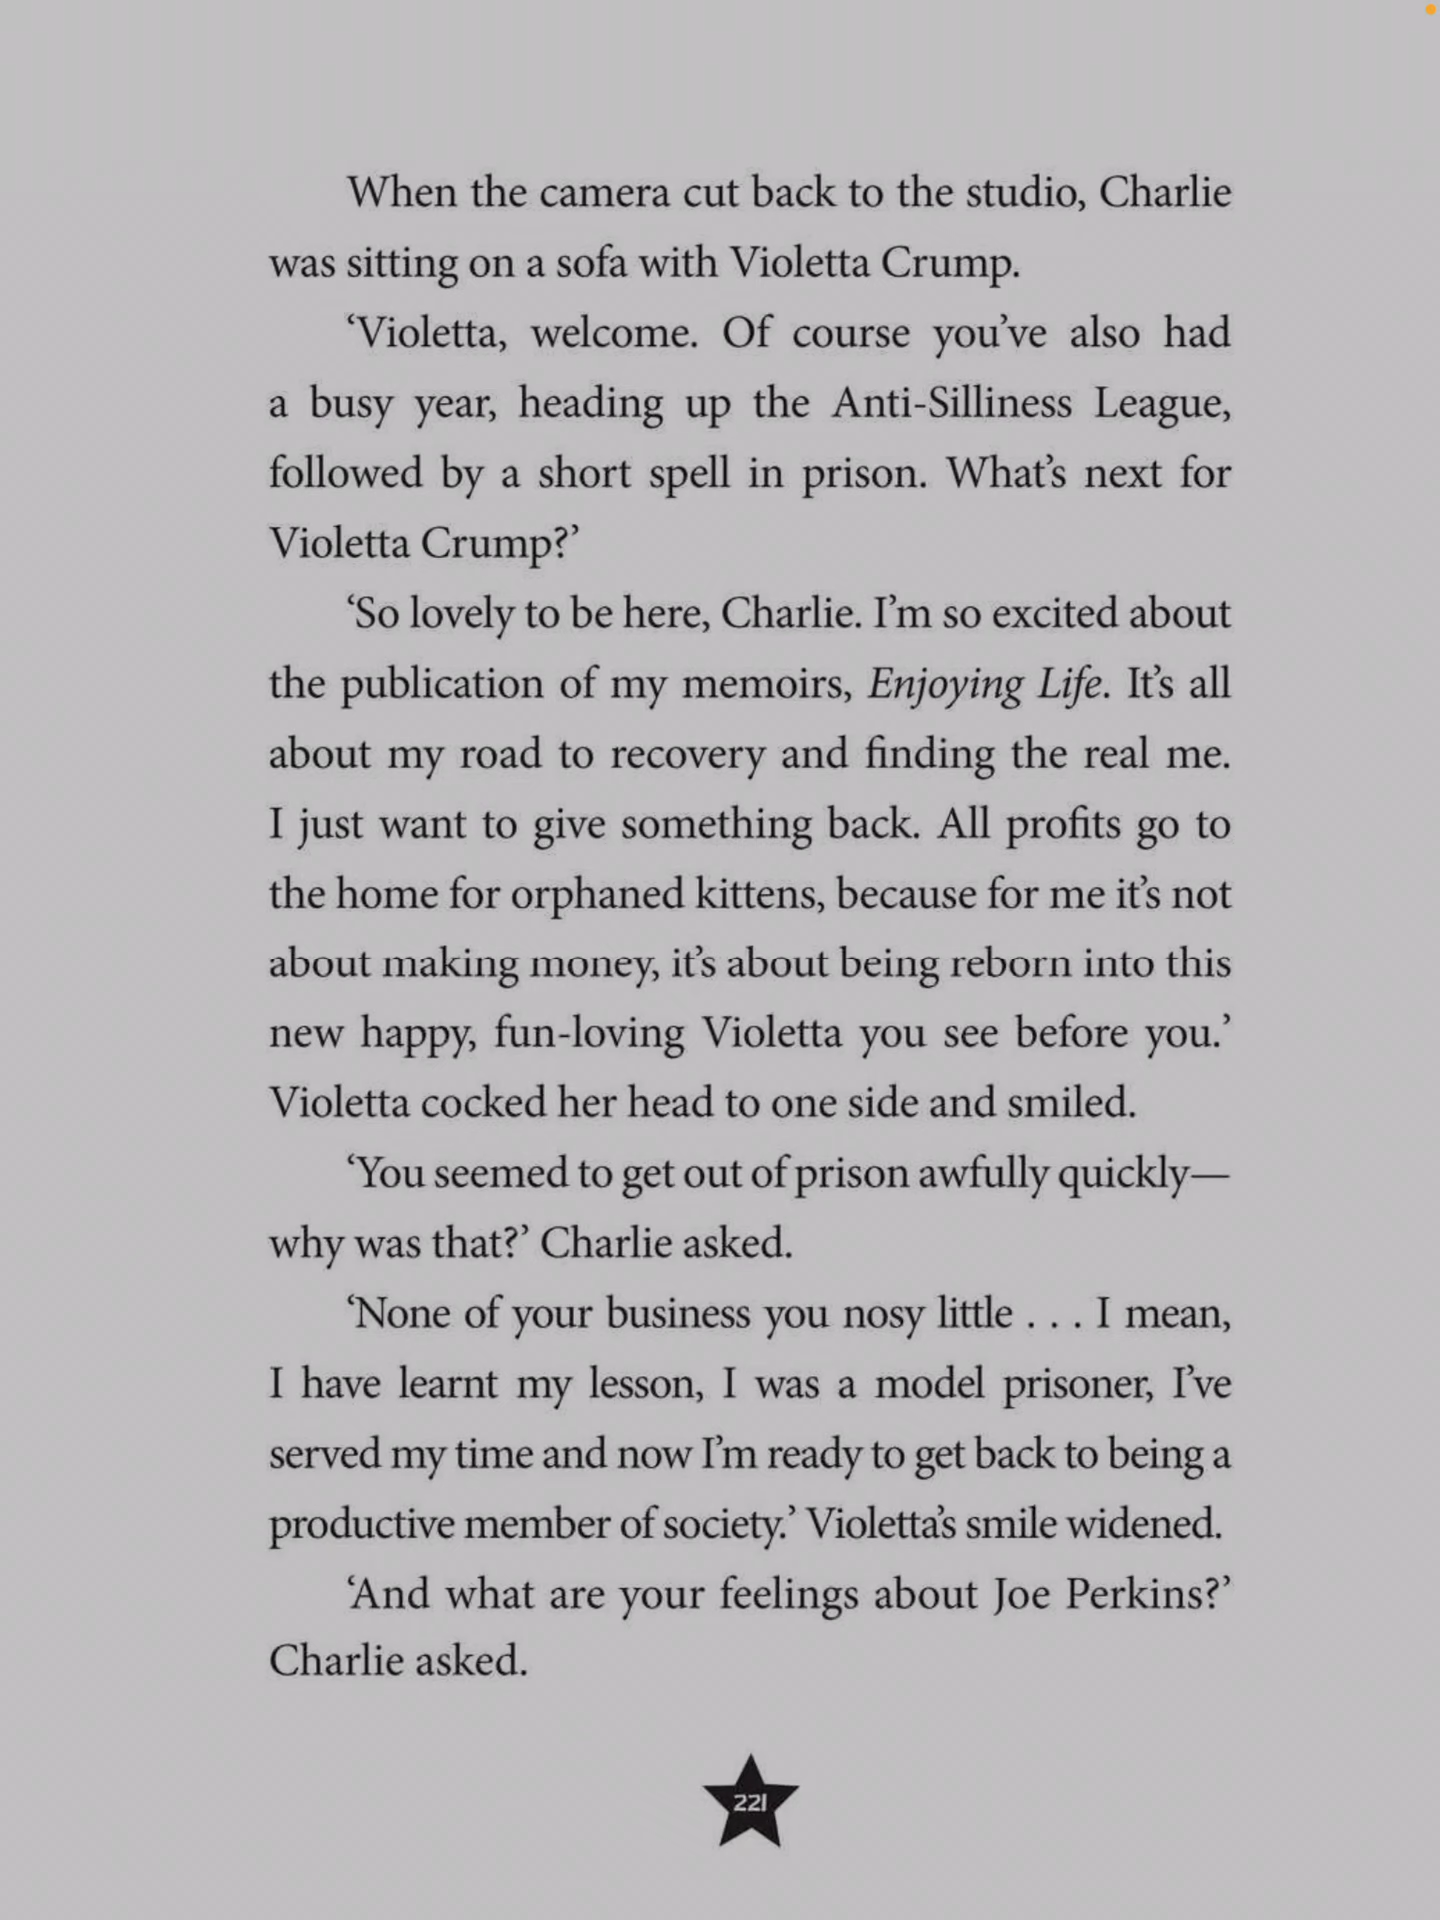 When the camera cut back to the studio, Charlie
was sitting on a sofa with Violetta Crump.
‘Violetta, welcome. Of course you’ve also had
a busy year, heading up the Anti-Silliness League,
followed by a short spell in prison. What’s next for
Violetta Crump?’
‘So lovely to be here, Charlie. I’m so excited about
the publication of my memoirs, Enjoying Life. It’s all
about my road to recovery and finding the real me.
I just want to give something back. All profits go to
the home for orphaned kittens, because for me it’s not
about making money, it’s about being reborn into this
new happy, fun-loving Violetta you see before you.’
Violetta cocked her head to one side and smiled.
‘You seemed to get out of prison awfully quickly—
why was that?’ Charlie asked.
‘None of your business you nosy little . . . I mean,
I have learnt my lesson, I was a model prisoner, I’ve
served my time and now I’m ready to get back to being a
productive member of society.’ Violetta’s smile widened.
‘And what are your feelings about Joe Perkins?’
Charlie asked.
221